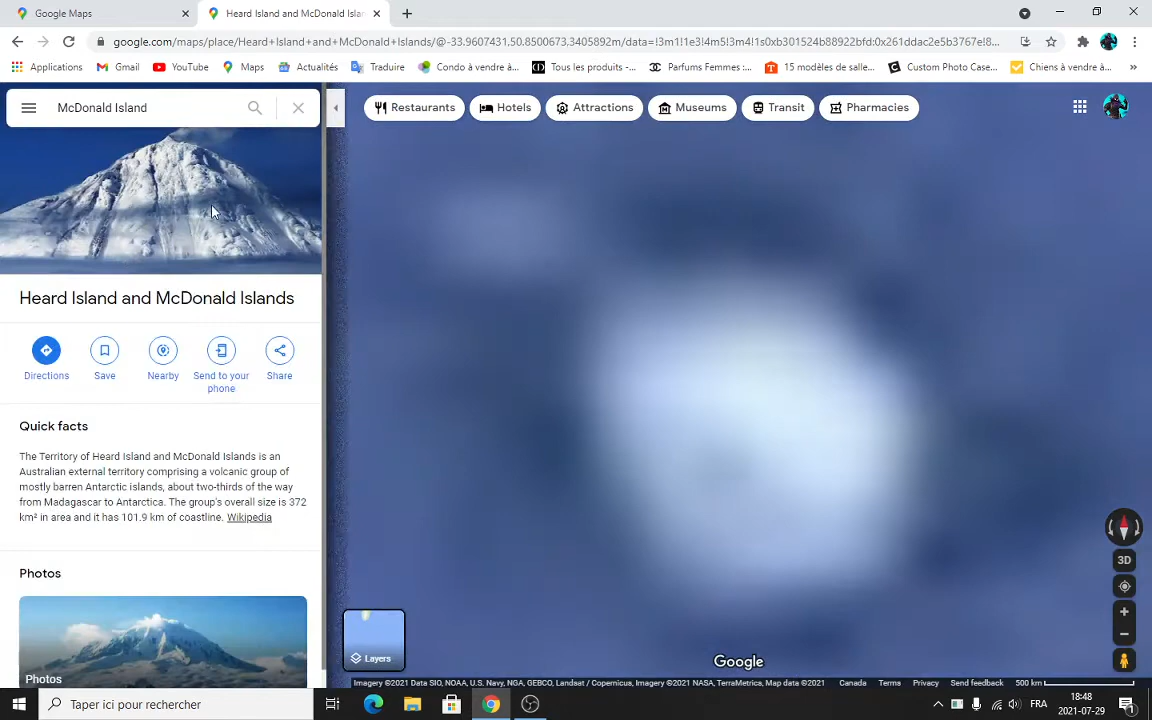 Google Maps
Heard Island and McDonald Islan
google.com/maps/place/Heard+Island+and+McDonald+Islands/@-33.9607431,50.8500673,3405892m/data=!3m1!1e3!4m5!3m4!1s0xb301524b88922bfd:0x261ddac2e5b3767e!8...
Applications
Gmail
YouTube
Maps
Actualités
Traduire
Condo à vendre à...
Tous les produits -...
Parfums Femmes :...
15 modèles de salle...
Custom Photo Case...
Chiens à vendre à...
McDonald Island
Restaurants
Hotels
Attractions
Museums
Transit
Pharmacies
Heard Island and McDonald Islands
Directions
Save
Nearby
Send to your
phone
Share
Quick facts
The Territory of Heard Island and McDonald Islands is an
Australian external territory comprising a volcanic group of
mostly barren Antarctic islands, about two-thirds of the way
from Madagascar to Antarctica. The group's overall size is 372
km² in area and it has 101.9 km of coastline. Wikipedia
Photos
Photos
Layers
3D
Google
Imagery ©2021 Data SIO, NOAA, U.S. Navy, NGA, GEBCO, Landsat / Copernicus, Imagery ©2021 NASA, TerraMetrics, Map data ©2021
Canada
Terms
Privacy
Send feedback
500 km
Taper ici pour rechercher
FRA
18:48
2021-07-29
1